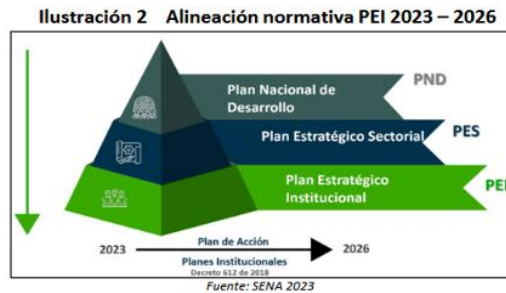 Ilustración 2 Alineación normativa PEI 2023 – 2026
PND
Plan Nacional de
Desarrollo
Plan Estratégico Sectorial
PES
Plan Estratégico
Institucional
PEI
2023
Plan de Acción
2026
Planes Institucionales
Decreto 612 de 2018
Fuente: SENA 2023